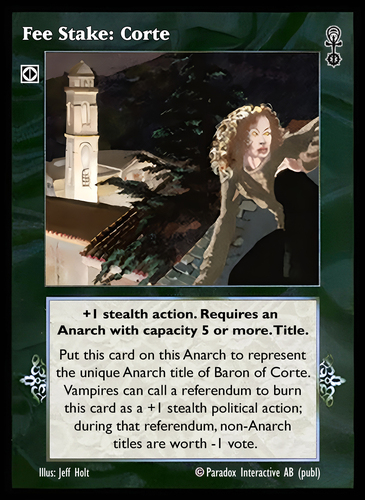 Fee Stake: Corte
+1 stealth action. Requires an
Anarch with capacity 5 or more. Title.
Put this card on this Anarch to represent
the unique Anarch title of Baron of Corte.
Vampires can call a referendum to burn
this card as a +1 stealth political action;
during that referendum, non-Anarch
titles are worth -1 vote.
Illus: Jeff Holt © Paradox Interactive AB (publ)